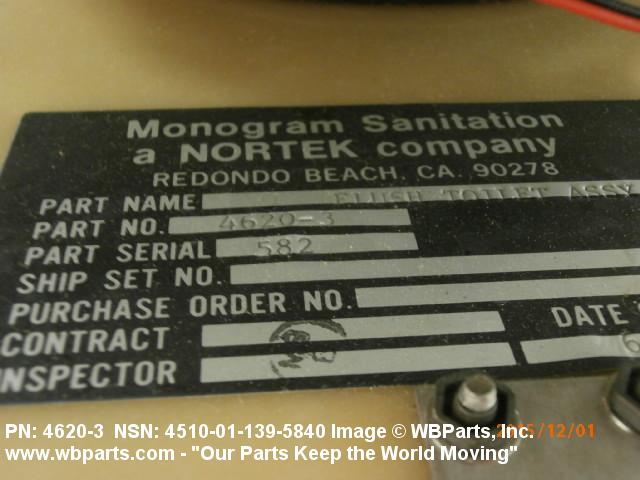 Monogram Sanitation
a NORTEK company
REDONDO BEACH, CA. 90278
PART NAME FLUSH TOILET ASSY
PART NO. 4620-3
PART SERIAL 582
SHIP SET NO.
PURCHASE ORDER NO.
CONTRACT DATE
INSPECTOR 6
PN: 4620-3 NSN: 4510-01-139-5840 Image © WBParts, Inc.
www.wbparts.com - "Our Parts Keep the World Moving"